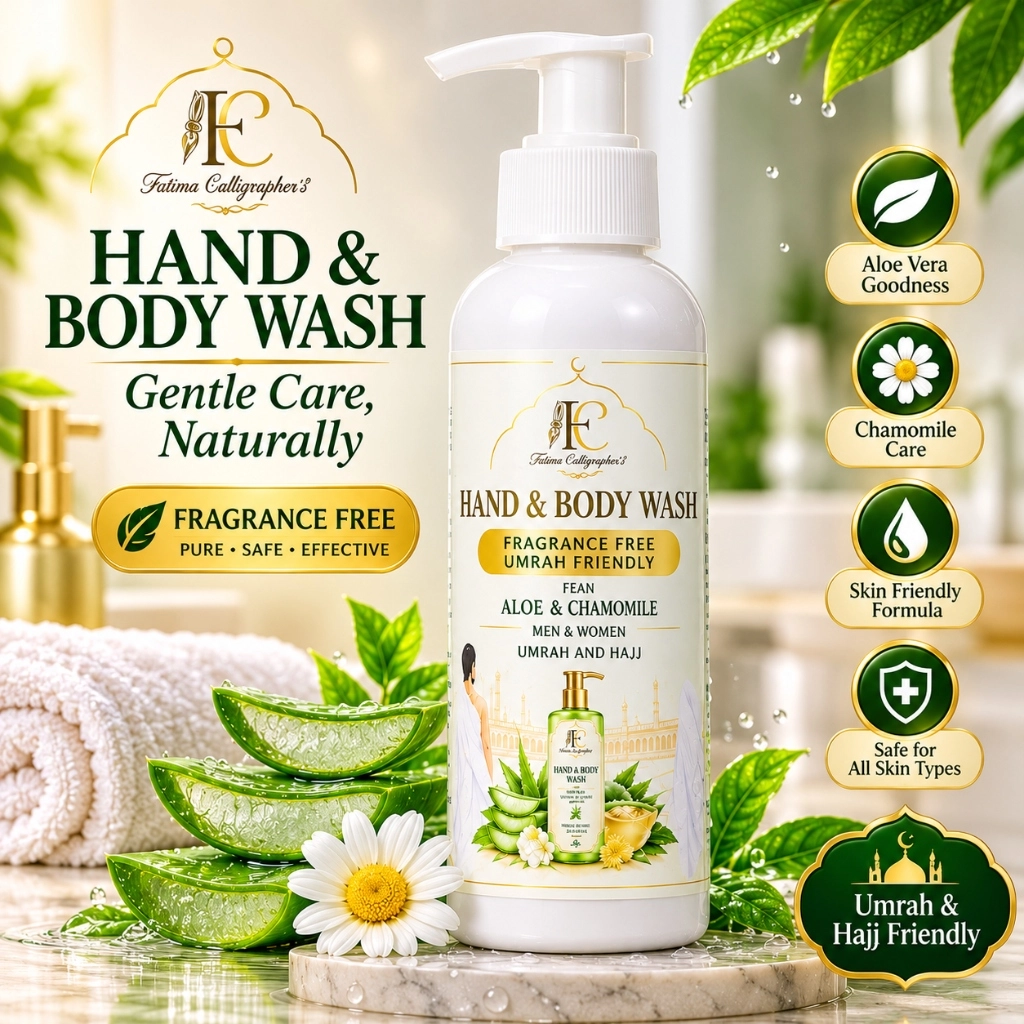 FC
Fatima Calligrapher's
HAND &
BODY WASH
Gentle Care,
Naturally
FRAGRANCE FREE
PURE • SAFE • EFFECTIVE
FC
Fatima Calligrapher's
HAND & BODY WASH
FRAGRANCE FREE
UMRAH FRIENDLY
FEAN
ALOE & CHAMOMILE
MEN & WOMEN
UMRAH AND HAJJ
FC
HAND & BODY
WASH
Aloe Vera
Goodness
Chamomile
Care
Skin Friendly
Formula
Safe for
All Skin Types
Umrah &
Hajj Friendly